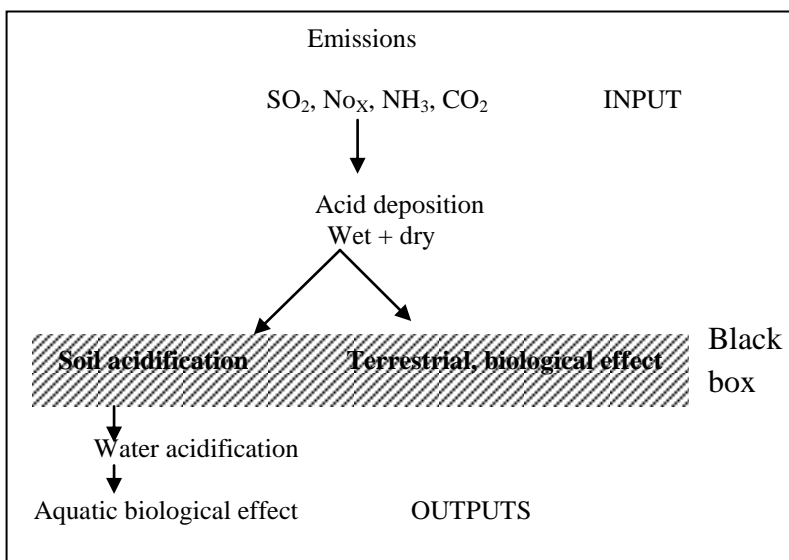 Emissions
SO₂, Noₓ, NH₃, CO₂ INPUT
Acid deposition
Wet + dry
Soil acidification Terrestrial, biological effect
Black
box
Water acidification
Aquatic biological effect OUTPUTS